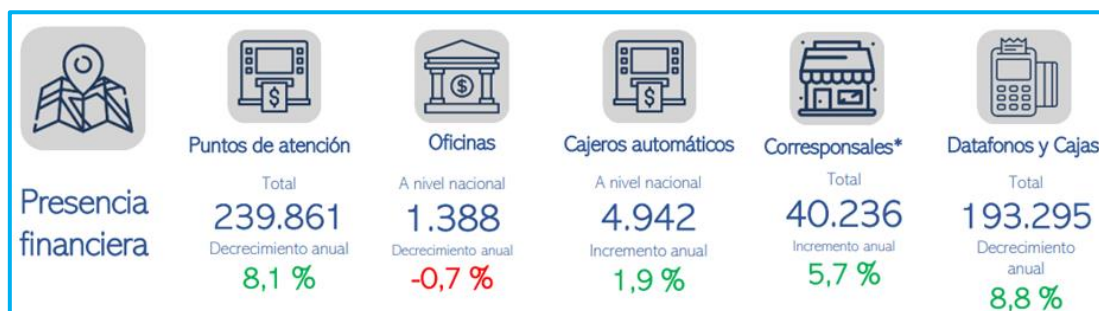 Presencia
financiera
Puntos de atención
Total
239.861
Decrecimiento anual
8,1 %
Oficinas
A nivel nacional
1.388
Decrecimiento anual
-0,7 %
Cajeros automáticos
A nivel nacional
4.942
Incremento anual
1,9 %
Corresponsales*
Total
40.236
Incremento anual
5,7 %
Datafonos y Cajas
Total
193.295
Decrecimiento
anual
8,8 %